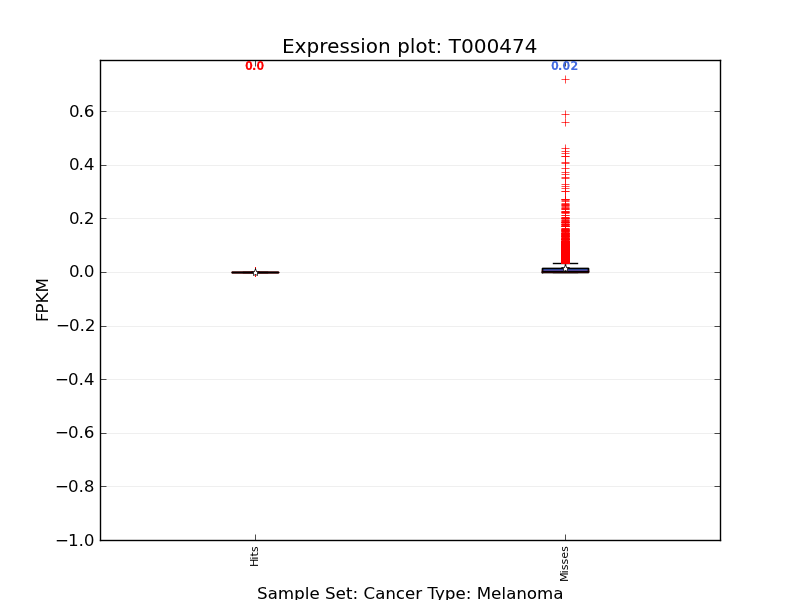 Expression plot: T000474
0.0
0.02
0.6
0.4
0.2
0.0
−0.2
−0.4
−0.6
−0.8
−1.0
FPKM
Hits
Misses
Sample Set: Cancer Type: Melanoma